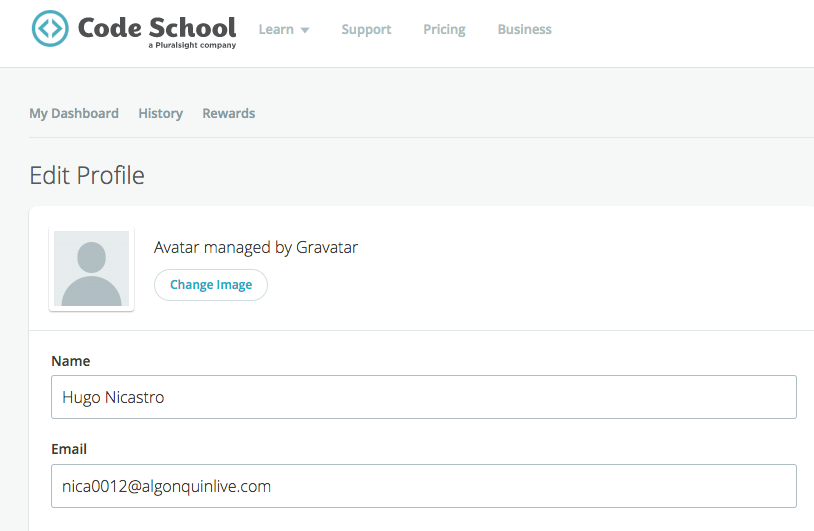 Code School
a Pluralsight company
Learn Support Pricing Business
My Dashboard History Rewards
Edit Profile
Avatar managed by Gravatar
Change Image
Name
Hugo Nicastro
Email
nica0012@algonquinlive.com